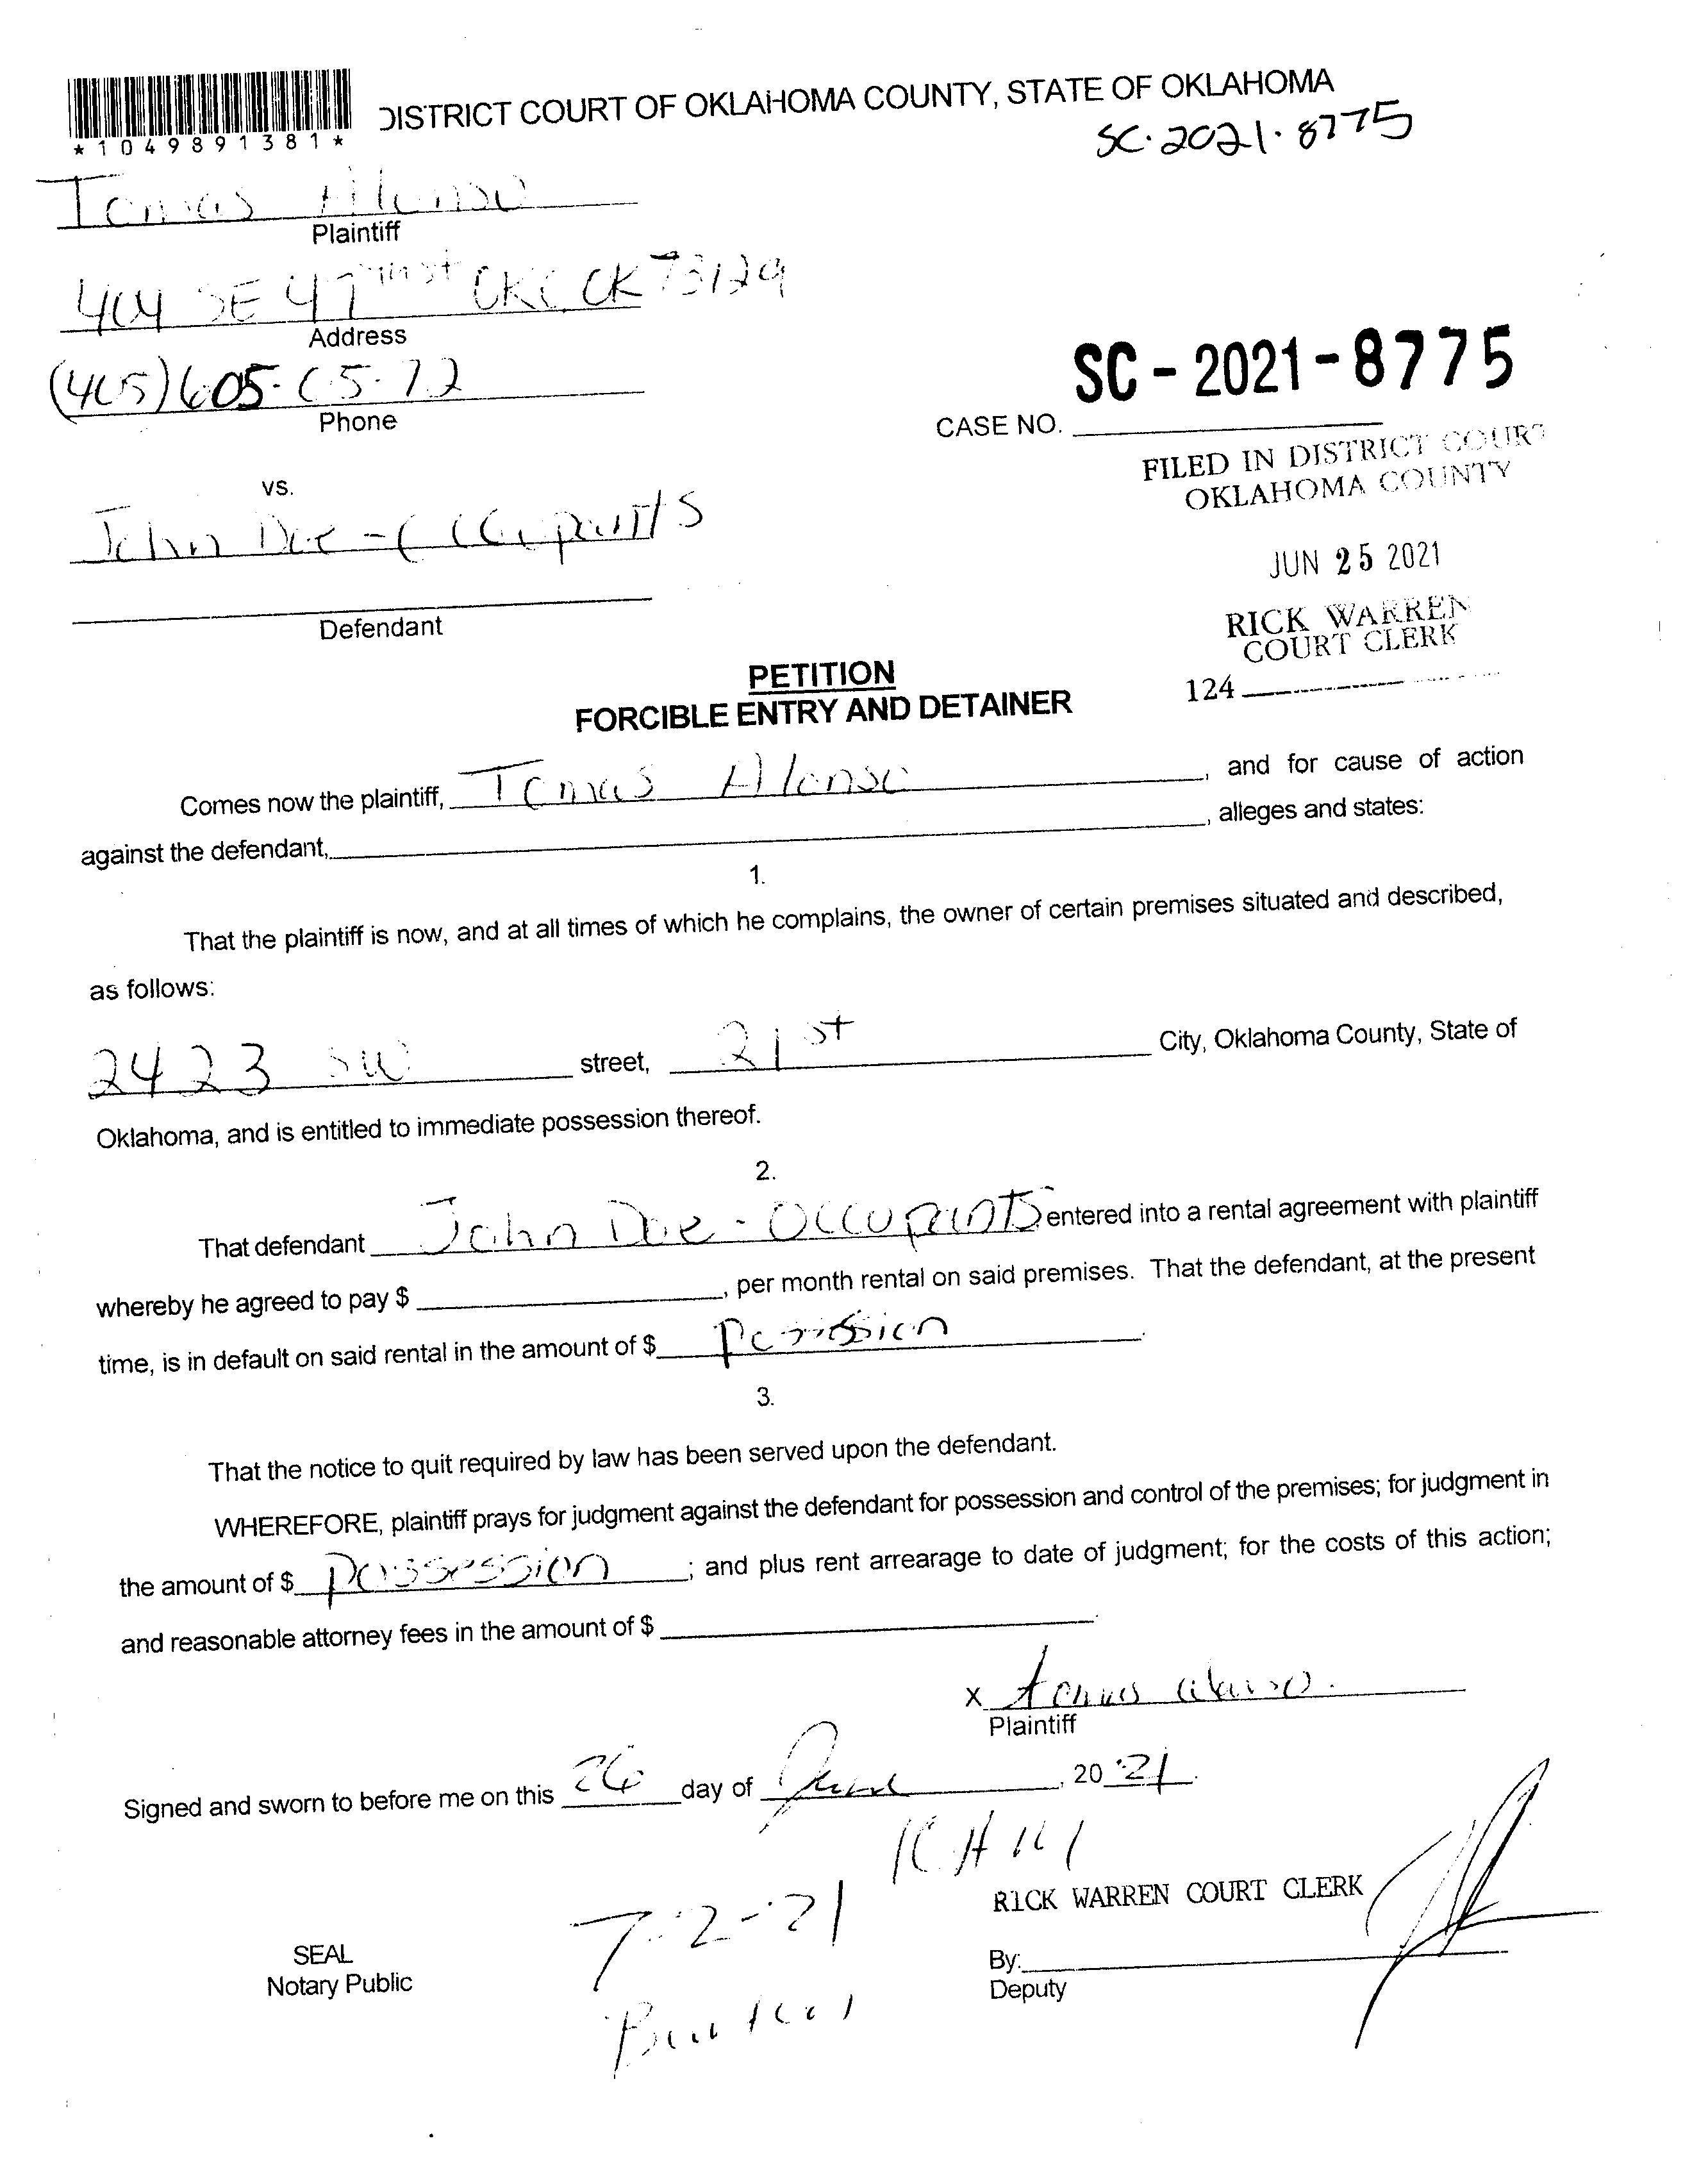 *1049891381*
DISTRICT COURT OF OKLAHOMA COUNTY, STATE OF OKLAHOMA
SC-2021-8775
Tomas Alonso
Plaintiff
404 SE 47 OKC OK 73129
Address
(405)605-0572
Phone
SC-2021-8775
CASE NO.
FILED IN DISTRICT COURT
OKLAHOMA COUNTY
JUN 25 2021
RICK WARREN
COURT CLERK
124
vs.
John Doe - Occupants
Defendant
PETITION
FORCIBLE ENTRY AND DETAINER
Comes now the plaintiff, Tomas Alonso, and for cause of action
against the defendant, , alleges and states:
1.
That the plaintiff is now, and at all times of which he complains, the owner of certain premises situated and described,
as follows:
2423 SW street, 21st City, Oklahoma County, State of
Oklahoma, and is entitled to immediate possession thereof.
2.
That defendant John Doe - Occupants entered into a rental agreement with plaintiff
whereby he agreed to pay $ , per month rental on said premises. That the defendant, at the present
time, is in default on said rental in the amount of $ .
3.
That the notice to quit required by law has been served upon the defendant.
WHEREFORE, plaintiff prays for judgment against the defendant for possession and control of the premises; for judgment in
the amount of $ possession ; and plus rent arrearage to date of judgment; for the costs of this action;
and reasonable attorney fees in the amount of $ .
x tomas alonso.
Plaintiff
Signed and sworn to before me on this day of June, 20 21.
7-2-21
RICK WARREN COURT CLERK
SEAL
Notary Public
By:
Deputy